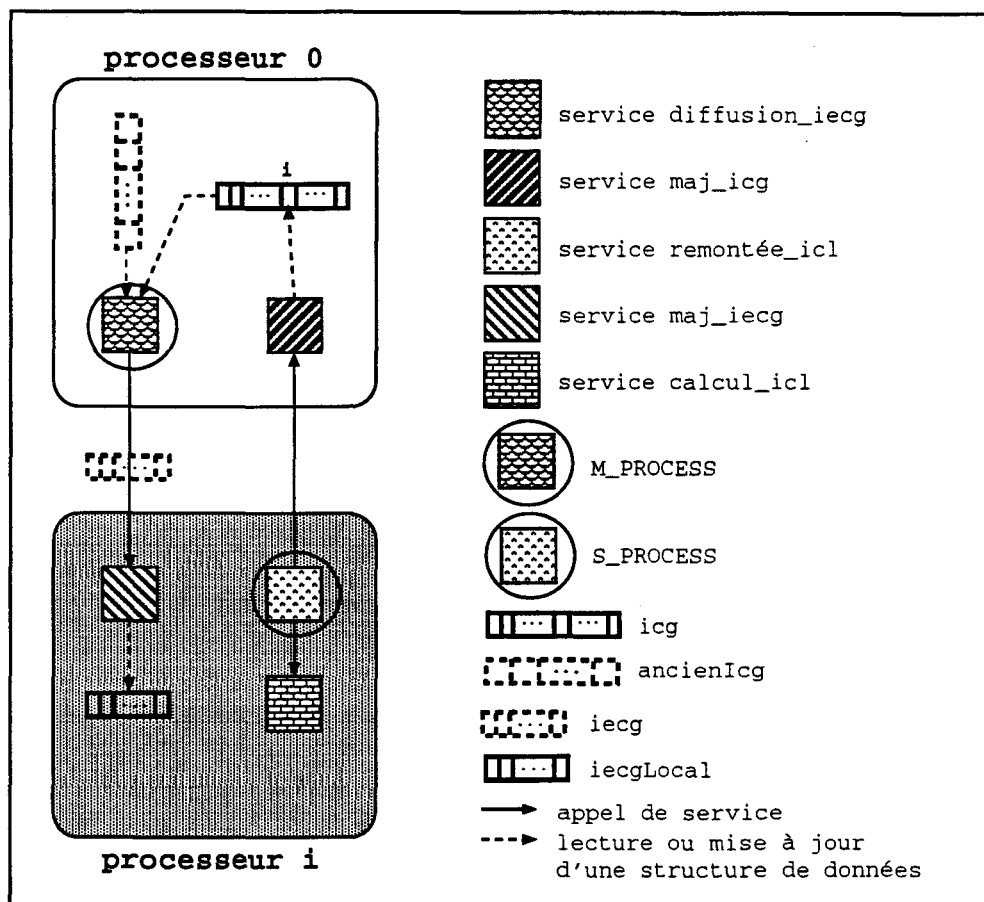 processeur 0
i
processeur i
service diffusion_iecg
service maj_icg
service remontée_icl
service maj_iecg
service calcul_icl
M_PROCESS
S_PROCESS
icg
ancienIcg
iecg
iecgLocal
appel de service
lecture ou mise à jour
d'une structure de données